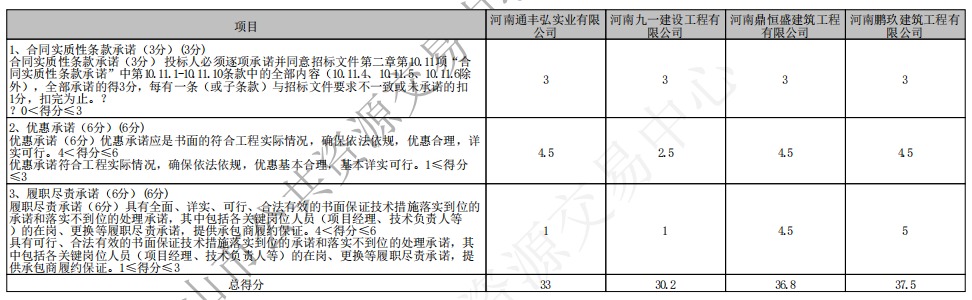 项目
河南通丰弘实业有限公司
河南九一建设工程有限公司
河南鼎恒盛建筑工程有限公司
河南鹏玖建筑工程有限公司
1、合同实质性条款承诺（3分）(3分)
合同实质性条款承诺（3分）投标人必须逐项承诺并同意招标文件第二章第10.11项“合
同实质性条款承诺”中第10.11.1-10.11.10条款中的全部内容（10.11.4、10.11.5、10.11.6除
外），全部承诺的得3分，每有一条（或子条款）与招标文件要求不一致或未承诺的扣
1分，扣完为止。?
? 0＜得分≤3
3 3 3 3
2、优惠承诺（6分）(6分)
优惠承诺（6分）优惠承诺应是书面的符合工程实际情况，确保依法依规，优惠合理，详
实可行。4＜得分≤6
优惠承诺符合工程实际情况，确保依法依规，优惠基本合理，基本详实可行。1≤得分
≤3
4.5 2.5 4.5 4.5
3、履职尽责承诺（6分）(6分)
履职尽责承诺（6分）具有全面、详实、可行、合法有效的书面保证技术措施落实到位的
承诺和落实不到位的处理承诺，其中包括各关键岗位人员（项目经理、技术负责人等
）的在岗、更换等履职尽责承诺，提供承包商履约保证。4＜得分≤6
具有可行、合法有效的书面保证技术措施落实到位的承诺和落实不到位的处理承诺，其
中包括各关键岗位人员（项目经理、技术负责人等）的在岗、更换等履职尽责承诺，提
供承包商履约保证。1≤得分≤3
1 1 4.5 5
总得分 33 30.2 36.8 37.5
山市
共资源交易中心
资源交易中心